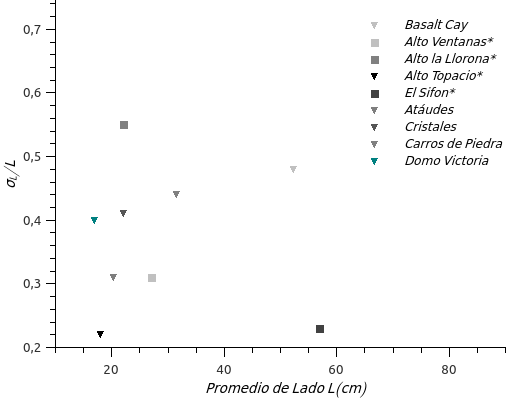 0,7
0,6
0,5
0,4
0,3
0,2
σL/L
20
40
60
80
Promedio de Lado L(cm)
Basalt Cay
Alto Ventanas*
Alto la Llorona*
Alto Topacio*
El Sifon*
Ataúdes
Cristales
Carros de Piedra
Domo Victoria